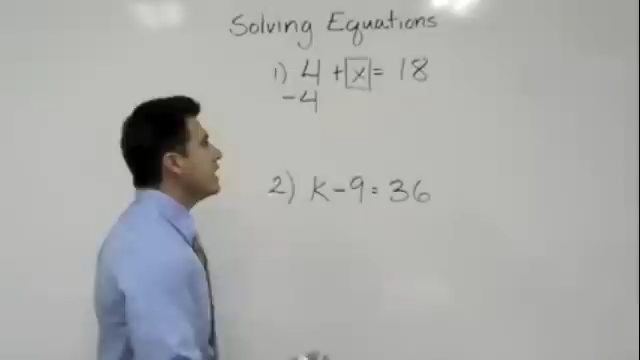 Solving Equations
1) 4 + x = 18
-4
2) k - 9 = 36